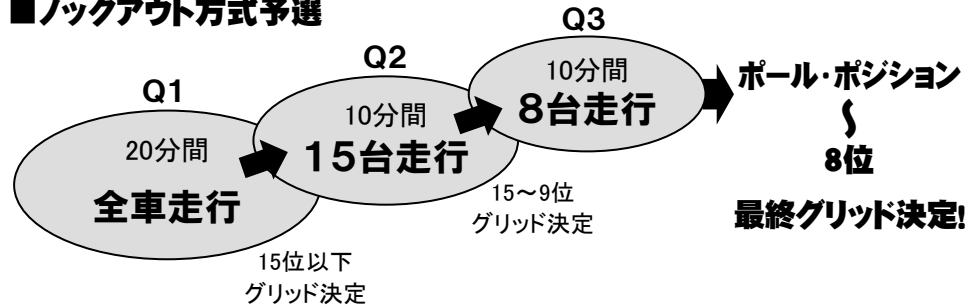 ■ノックアウト方式予選
Q1
20分間
全車走行
15位以下
グリッド決定
Q2
10分間
15台走行
15～9位
グリッド決定
Q3
10分間
8台走行
ポール・ポジション
～
8位
最終グリッド決定!